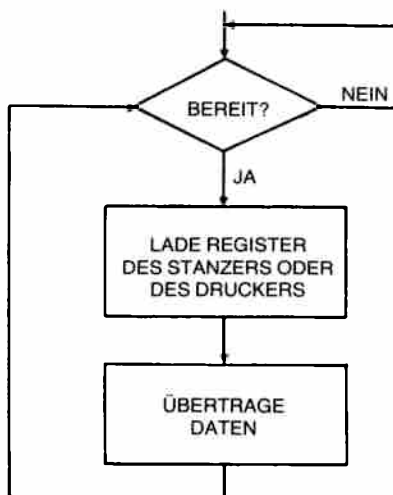 BEREIT?
NEIN
JA
LADE REGISTER
DES STANZERS ODER
DES DRUCKERS
ÜBERTRAGE
DATEN